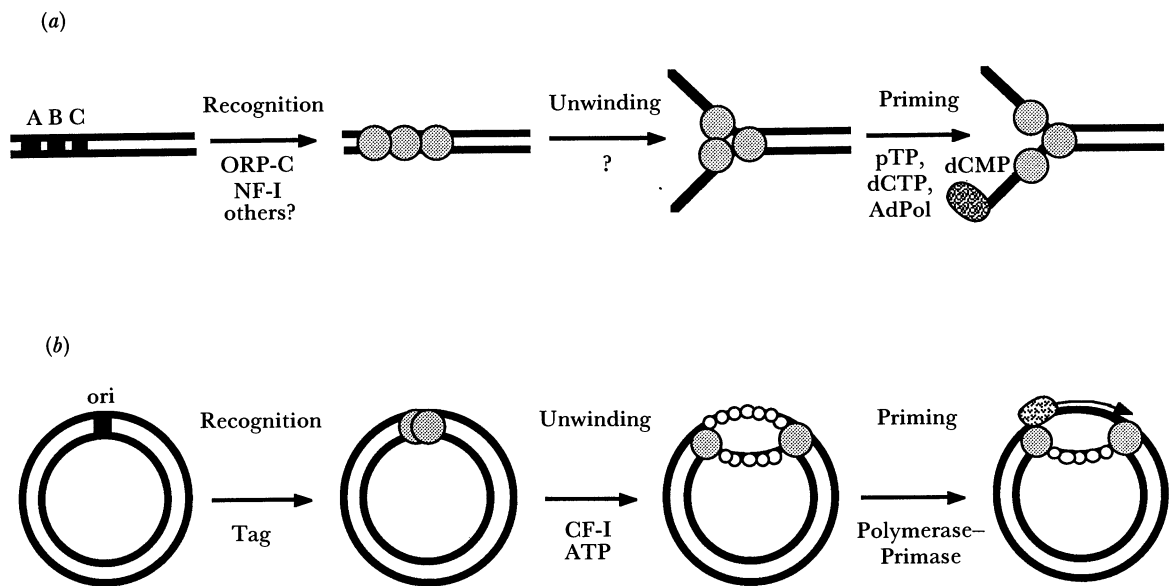 (a)
A B C
Recognition
ORP-C
NF-I
others?
Unwinding
?
Priming
pTP,
dCTP,
AdPol
dCMP
(b)
ori
Recognition
Tag
Unwinding
CF-I
ATP
Priming
Polymerase–
Primase